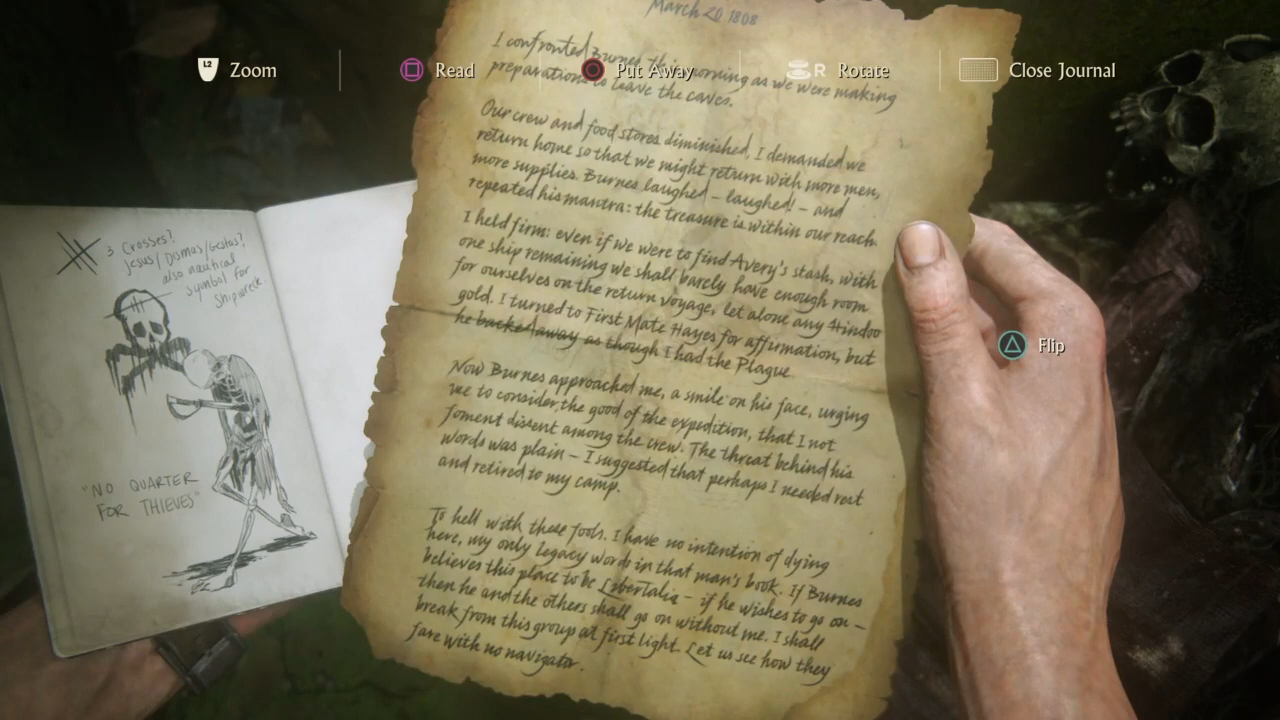 L2 Zoom
Read
Put Away
R Rotate
Close Journal
Flip
3 Crosses?
Jesus/Dismas/Gestas?
also nautical
symbol for
shipwreck.
"NO QUARTER
FOR THIEVES"
March 20 1808
I confronted Burnes this morning as we were making
preparations to leave the caves.
Our crew and food stores diminished, I demanded we
return home so that we might return with more men,
more supplies. Burnes laughed – laughed! – and
repeated his mantra: the treasure is within our reach.
I held firm: even if we were to find Avery's stash, with
one ship remaining we shall barely have enough room
for ourselves on the return voyage, let alone any Hindoo
gold. I turned to First Mate Hayes for affirmation, but
he backed away as though I had the Plague.
Now Burnes approached me, a smile on his face, urging
me to consider the good of the expedition, that I not
foment dissent among the crew. The threat behind his
words was plain – I suggested that perhaps I needed rest
and retired to my camp.
To hell with these fools. I have no intention of dying
here, my only legacy words in that man's book. If Burnes
believes this place to be Libertalia – if he wishes to go on –
then he and the others shall go on without me. I shall
break from this group at first light. Let us see how they
fare with no navigator.